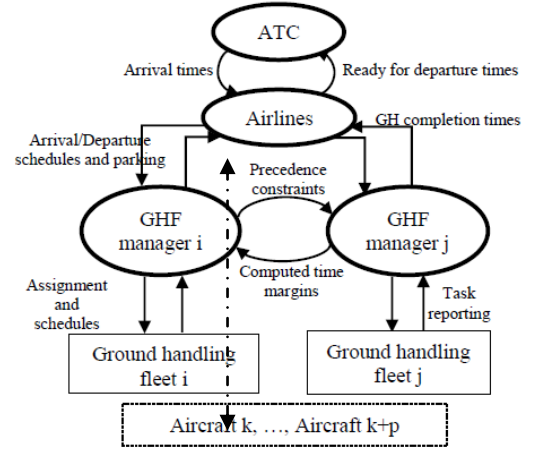 ATC
Arrival times
Ready for departure times
Airlines
GH completion times
Arrival/Departure
schedules and parking
Precedence
constraints
GHF
manager i
GHF
manager j
Computed time
margins
Assignment
and
schedules
Task
reporting
Ground handling
fleet i
Ground handling
fleet j
Aircraft k, …, Aircraft k+p